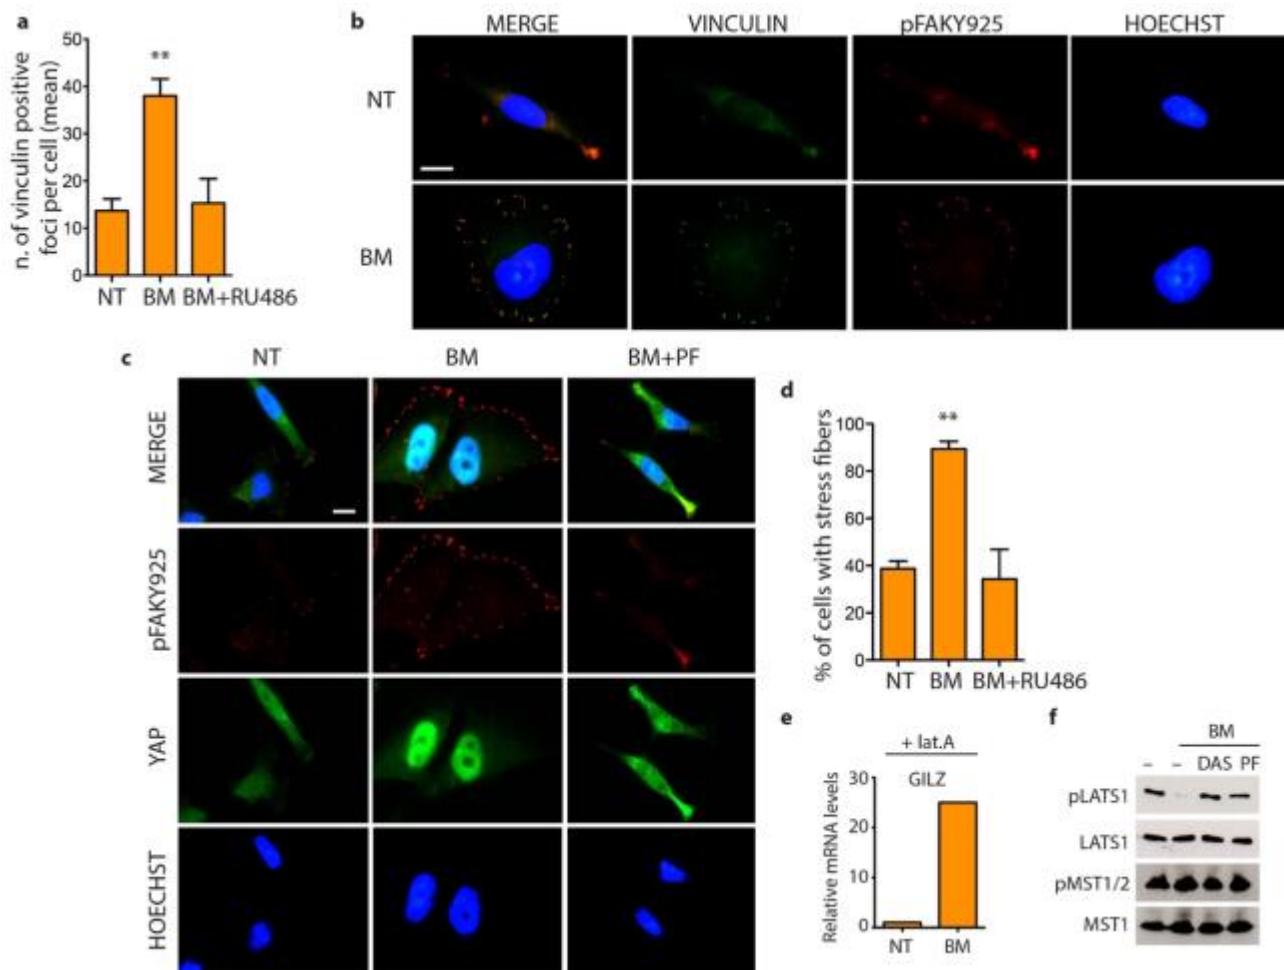 a
n. of vinculin positive
foci per cell (mean)
50
40
30
20
10
0
**
NT BM BM+RU486
b
MERGE VINCULIN pFAKY925 HOECHST
NT
BM
c
NT BM BM+PF
MERGE
pFAKY925
YAP
HOECHST
d
% of cells with stress fibers
100
80
60
40
20
0
**
NT BM BM+RU486
e
+ lat.A
GILZ
Relative mRNA levels
30
20
10
0
NT BM
f
BM
– – DAS PF
pLATS1
LATS1
pMST1/2
MST1